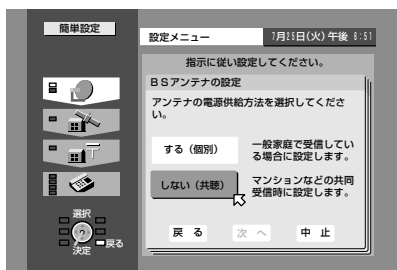 簡単設定
設定メニュー 7月25日(火)午後 6:51
指示に従い設定してください。
BSアンテナの設定
アンテナの電源供給方法を選択してくださ
い。
する(個別) 一般家庭で受信してい
る場合に設定します。
しない(共聴) マンションなどの共同
受信時に設定します。
選択
戻る
決定
戻 る 次 へ 中 止